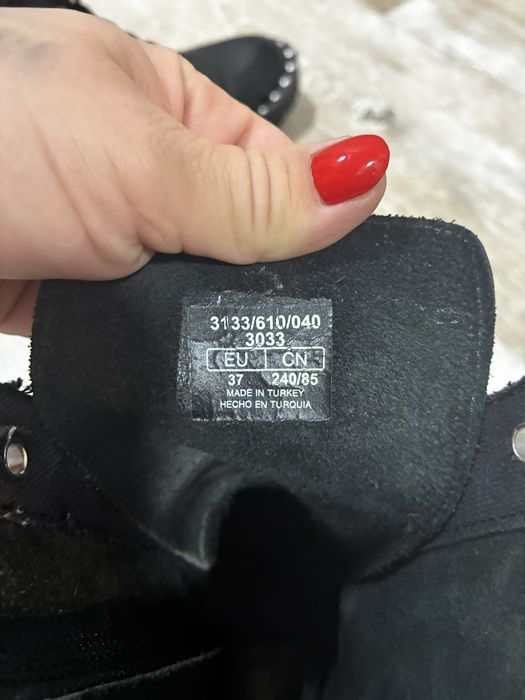 3133/610/040
3033
EU CN
37 240/85
MADE IN TURKEY
HECHO EN TURQUIA